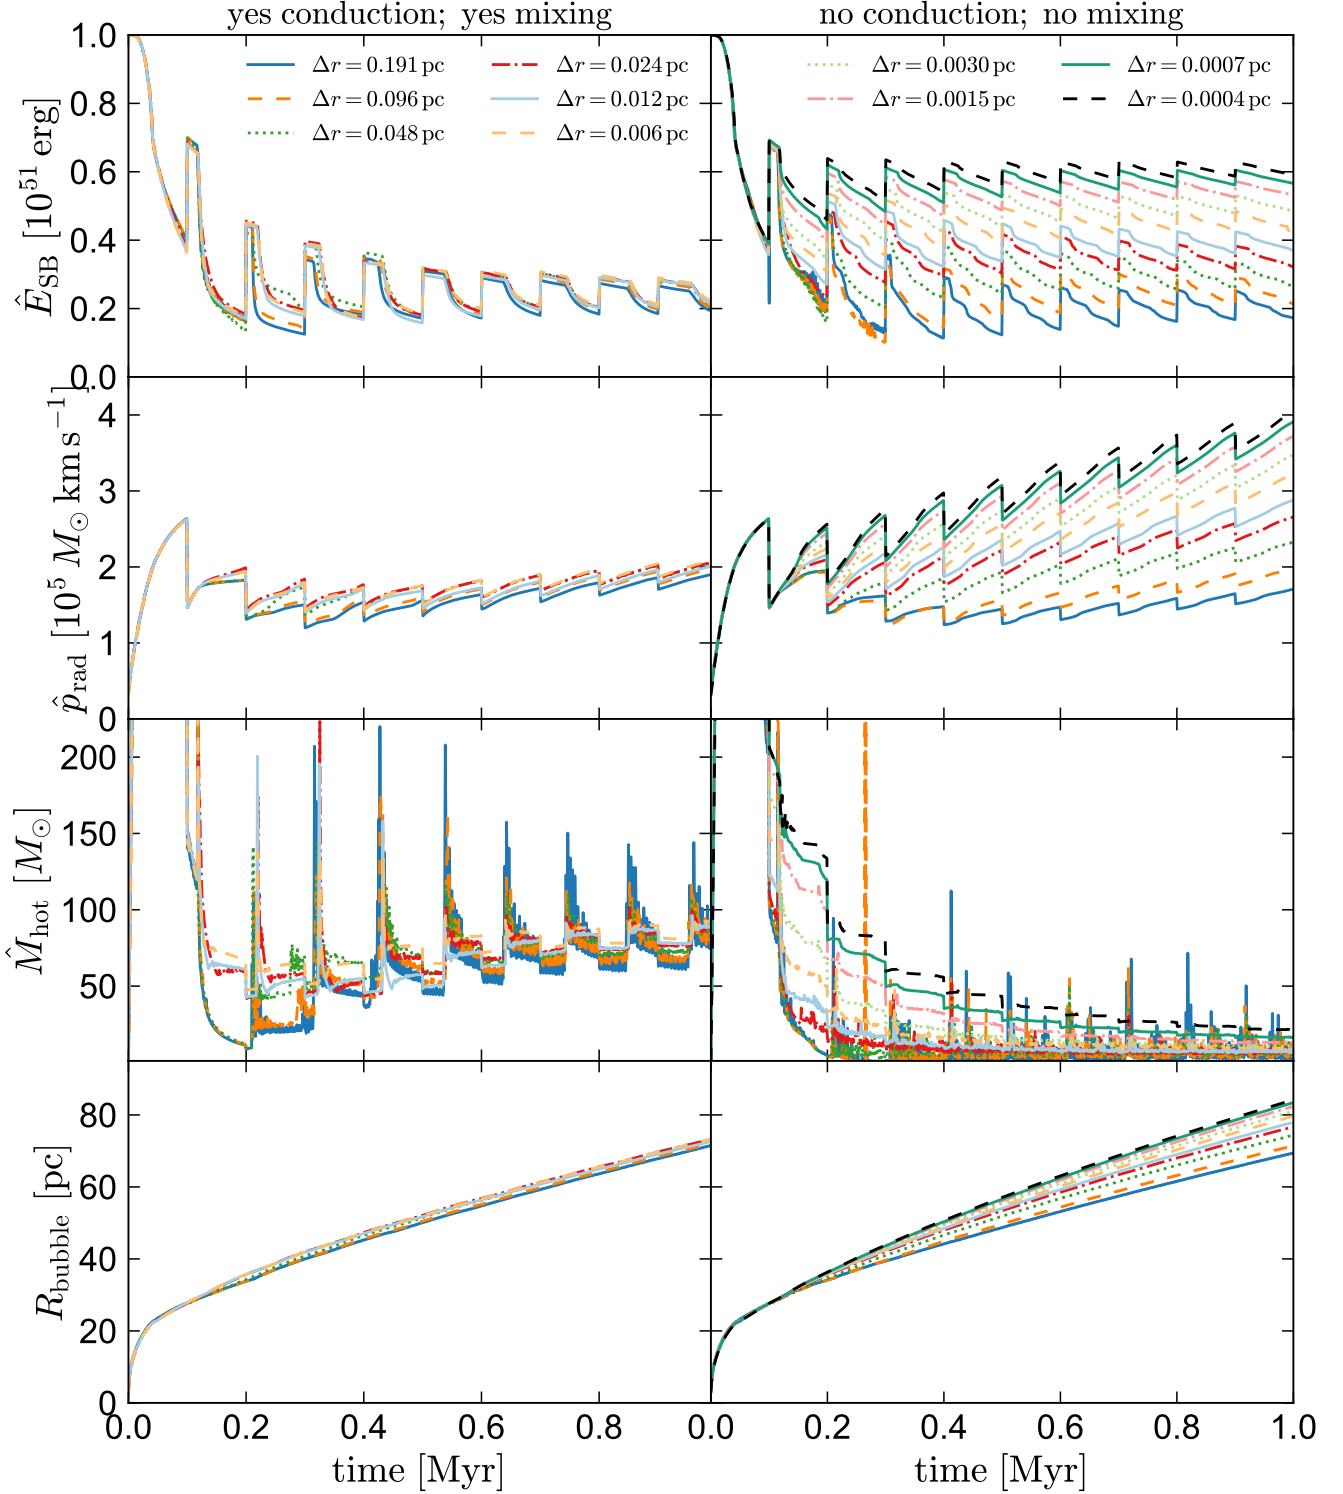 yes conduction; yes mixing
no conduction; no mixing
Δr = 0.191 pc
Δr = 0.096 pc
Δr = 0.048 pc
Δr = 0.024 pc
Δr = 0.012 pc
Δr = 0.006 pc
Δr = 0.0030 pc
Δr = 0.0015 pc
Δr = 0.0007 pc
Δr = 0.0004 pc
Ê_SB [10^51 erg]
1.0
0.8
0.6
0.4
0.2
0.0
p̂_rad [10^5 M_⊙ km s^−1]
4
3
2
1
0
M̂_hot [M_⊙]
200
150
100
50
R_bubble [pc]
80
60
40
20
0
0.0 0.2 0.4 0.6 0.8 0.0 0.2 0.4 0.6 0.8 1.0
time [Myr]
time [Myr]